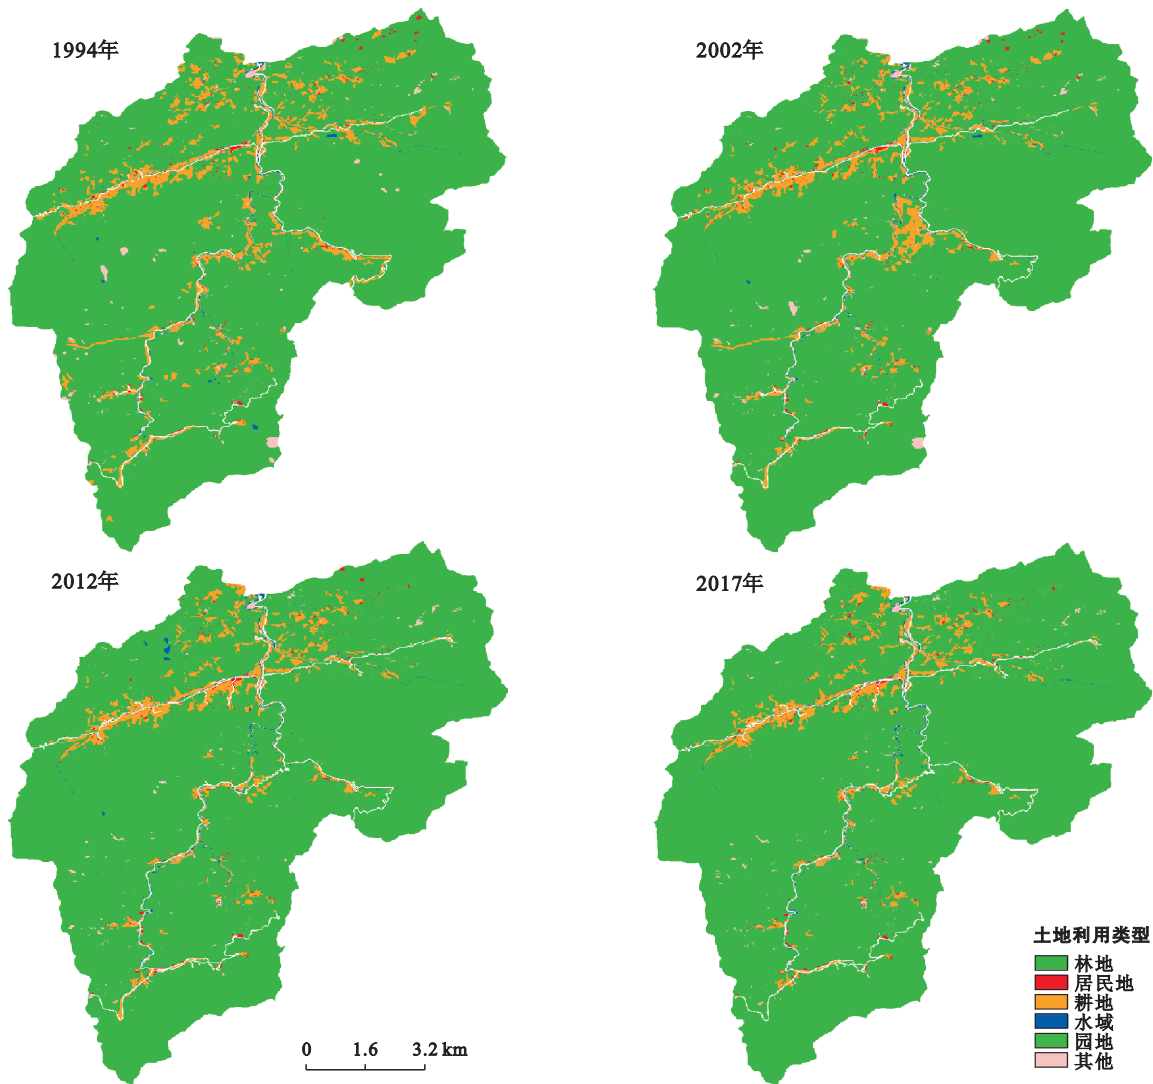 1994年
2002年
2012年
2017年
土地利用类型
林地
居民地
耕地
水域
园地
其他
0 1.6 3.2 km